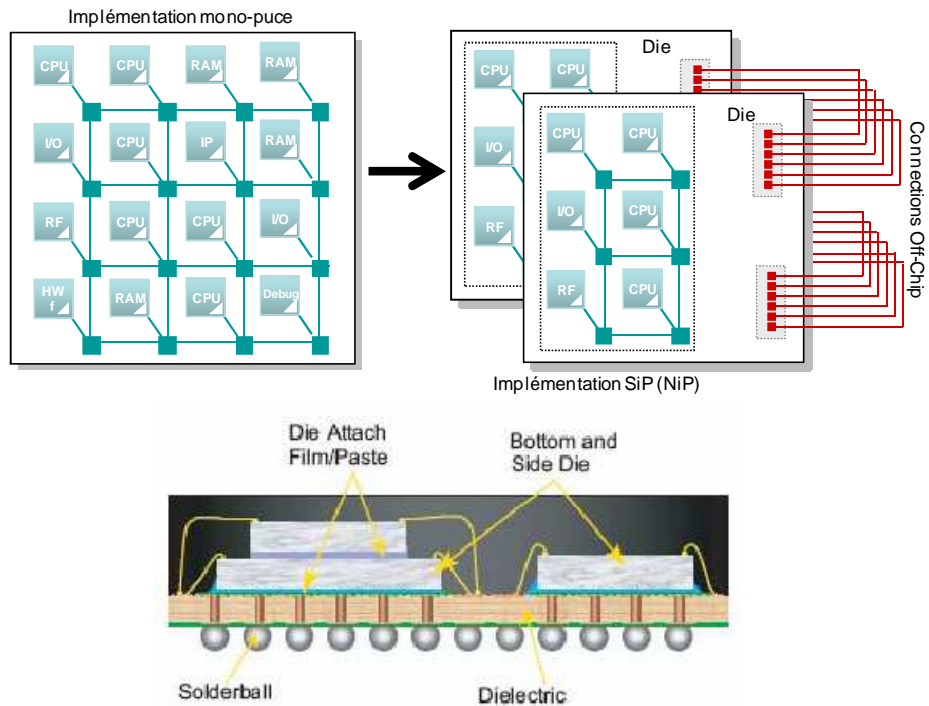 Implémentation mono-puce
CPU
CPU
RAM
RAM
I/O
CPU
IP
RAM
RF
CPU
CPU
I/O
HW
f
RAM
CPU
Debug
Die
CPU
CPU
I/O
RF
Die
CPU
CPU
I/O
CPU
RF
CPU
Connections Off-Chip
Implémentation SiP (NiP)
Die Attach
Film/Paste
Bottom and
Side Die
Solderball
Dielectric